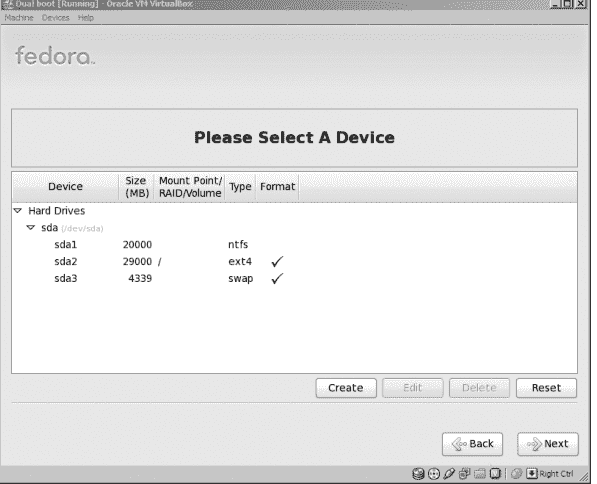 Dual boot [Running] - Oracle VM VirtualBox
Machine Devices Help
fedora
Please Select A Device
Device Size (MB) Mount Point/ RAID/Volume Type Format
Hard Drives
sda (/dev/sda)
sda1 20000 ntfs
sda2 29000 / ext4 ✓
sda3 4339 swap ✓
Create Edit Delete Reset
Back Next
Right Ctrl